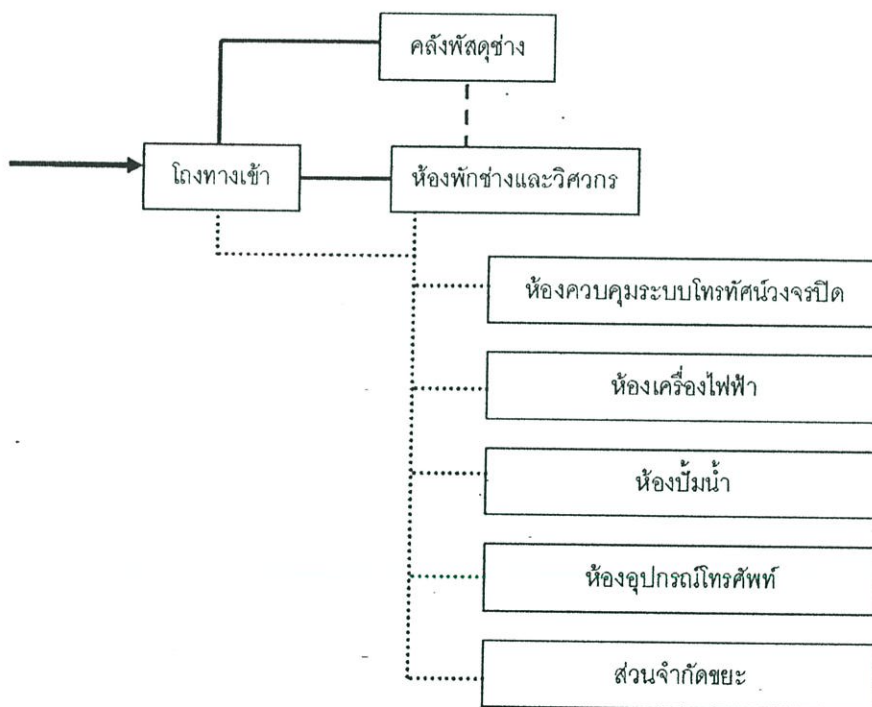 คลังพัสดุช่าง
โถงทางเข้า
ห้องพักช่างและวิศวกร
ห้องควบคุมระบบโทรทัศน์วงจรปิด
ห้องเครื่องไฟฟ้า
ห้องปั้มน้ำ
ห้องอุปกรณ์โทรศัพท์
ส่วนจำกัดขยะ